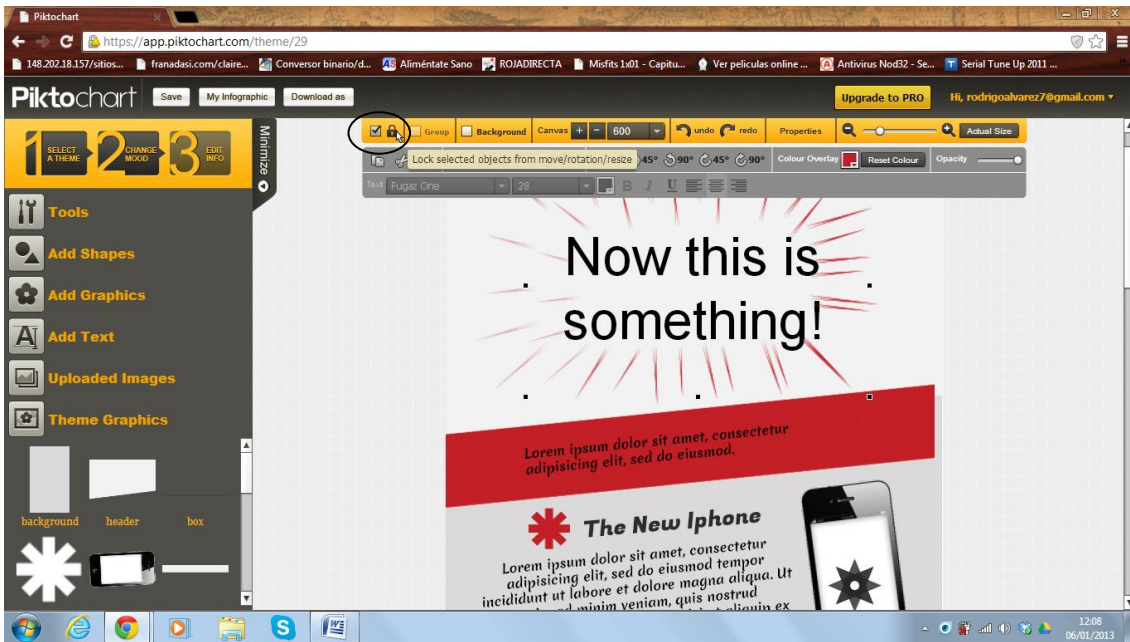 Piktochart
https://app.piktochart.com/theme/29
148.202.18.157/sitios... franadasi.com/claire... Conversor binario/d... Aliméntate Sano ROJADIRECTA Misfits 1x01 - Capitu... Ver peliculas online ... Antivirus Nod32 - Se... Serial Tune Up 2011 ...
Piktochart Save My Infographic Download as Upgrade to PRO Hi, rodrigoalvarez7@gmail.com
1 SELECT A THEME 2 CHANGE MOOD 3 EDIT INFO
Minimize
Group Background Canvas + - 600 undo redo Properties Actual Size
Lock selected objects from move/rotation/resize 45° 90° 45° 90° Colour Overlay Reset Colour Opacity
Text Fugaz One 28 B I U
Tools
Add Shapes
Add Graphics
Add Text
Uploaded Images
Theme Graphics
background header box
Now this is
something!
Lorem ipsum dolor sit amet, consectetur
adipisicing elit, sed do eiusmod.
The New Iphone
Lorem ipsum dolor sit amet, consectetur
adipisicing elit, sed do eiusmod tempor
incididunt ut labore et dolore magna aliqua. Ut
minim veniam, quis nostrud
12:08
06/01/2013